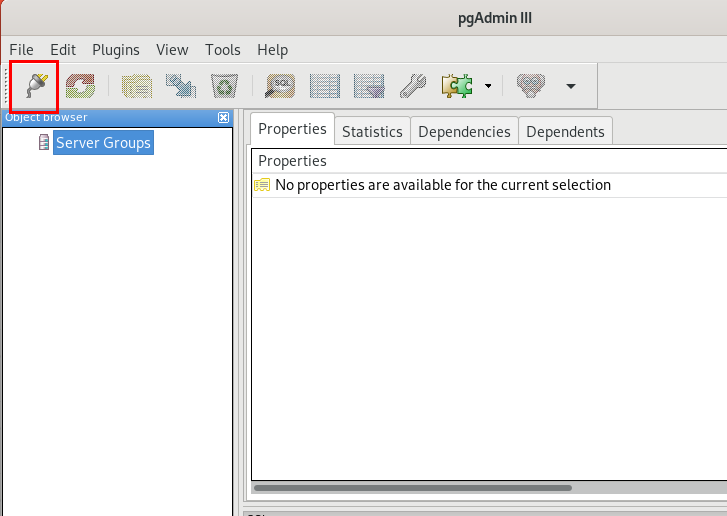 pgAdmin III
File Edit Plugins View Tools Help
SQL
Object browser
Server Groups
Properties Statistics Dependencies Dependents
Properties
No properties are available for the current selection